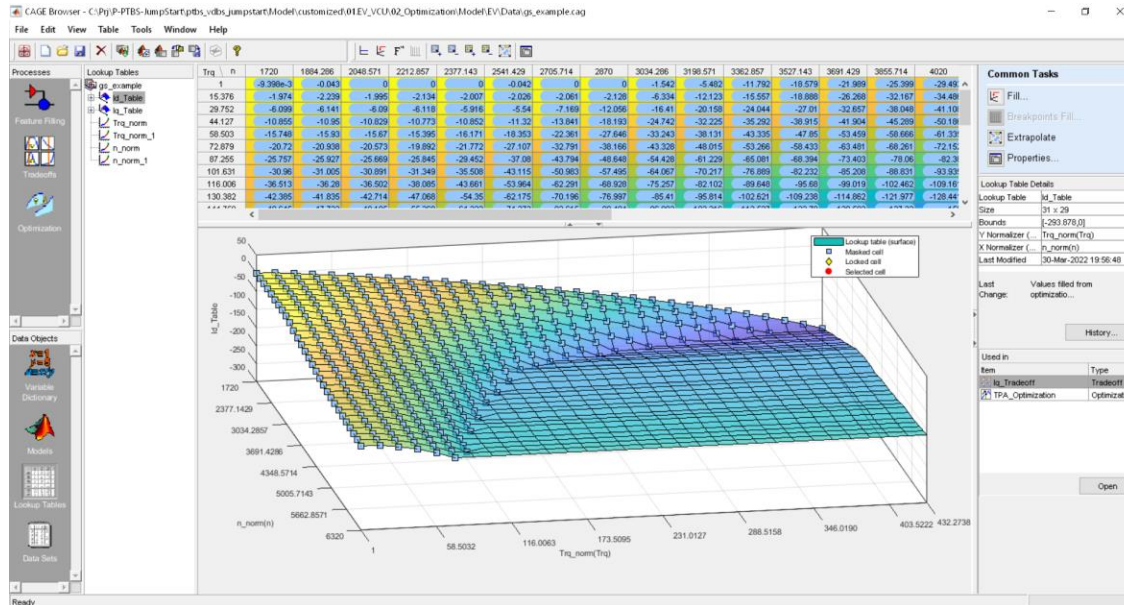 CAGE Browser - C:\Prj\P-PTBS-JumpStart\ptbs_vdbs_jumpstart\Model\customized\01.EV_VCU\02_Optimization\Model\EV\Data\gs_example.cag
File Edit View Table Tools Window Help
Processes
Feature Filling
Tradeoffs
Optimization
Data Objects
Variable
Dictionary
Models
Lookup Tables
Data Sets
Lookup Tables
gs_example
Id_Table
Iq_Table
Trq_norm
Trq_norm_1
n_norm
n_norm_1
Trq \ n 1720 1884.286 2048.571 2212.857 2377.143 2541.429 2705.714 2870 3034.286 3198.571 3362.857 3527.143 3691.429 3855.714 4020
1 -9.398e-3 -0.043 0 0 0 -0.042 0 0 -1.542 -5.482 -11.792 -18.579 -21.989 -25.399
15.376 -1.974 -2.239 -1.995 -2.134 -2.007 -2.026 -2.061 -2.128 -6.334 -12.123 -15.557 -18.888 -26.268 -32.167
29.752 -6.099 -6.141 -6.09 -6.118 -5.916 -5.54 -7.169 -12.056 -16.41 -20.158 -24.044 -27.01 -32.657 -38.048
44.127 -10.855 -10.95 -10.829 -10.773 -10.852 -11.32 -13.841 -18.193 -24.742 -32.225 -35.292 -38.915 -41.904 -45.289
58.503 -15.748 -15.93 -15.67 -15.395 -16.171 -18.353 -22.361 -27.646 -33.243 -38.131 -43.335 -47.85 -53.459 -58.666
72.879 -20.72 -20.938 -20.573 -19.892 -21.772 -27.107 -32.791 -38.166 -43.328 -48.015 -53.266 -58.433 -63.481 -68.261
87.255 -25.757 -25.927 -25.669 -25.845 -29.452 -37.08 -43.794 -48.648 -54.428 -61.229 -65.081 -68.394 -73.403 -78.06
101.631 -30.96 -31.005 -30.891 -31.349 -35.508 -43.115 -50.983 -57.495 -64.067 -70.217 -76.889 -82.232 -85.208 -88.831
116.006 -36.513 -36.28 -36.502 -38.085 -43.661 -53.964 -62.291 -68.928 -75.257 -82.102 -89.648 -95.68 -99.019 -102.462
130.382 -42.385 -41.835 -42.714 -47.068 -54.35 -62.175 -70.196 -76.997 -85.41 -95.814 -102.621 -109.238 -114.862 -121.977
Lookup table (surface)
Masked cell
Locked cell
Selected cell
50
0
-50
-100
-150
-200
-250
-300
Id_Table
1720
2377.1429
3034.2857
3691.4286
4348.5714
5005.7143
5662.8571
6320
n_norm(n)
1
58.5032
116.0063
173.5095
231.0127
288.5158
346.0190
403.5222
432.2738
Trq_norm(Trq)
Common Tasks
Fill...
Breakpoints Fill...
Extrapolate
Properties...
Lookup Table Details
Lookup Table Id_Table
Size 31 x 29
Bounds [-293.878,0]
Y Normalizer (... Trq_norm(Trq)
X Normalizer (... n_norm(n)
Last Modified 30-Mar-2022 19:56:48
Last Values filled from
Change: optimizatio...
History...
Used in
Item Type
Iq_Tradeoff Tradeoff
TPA_Optimization Optimizat
Open
Ready